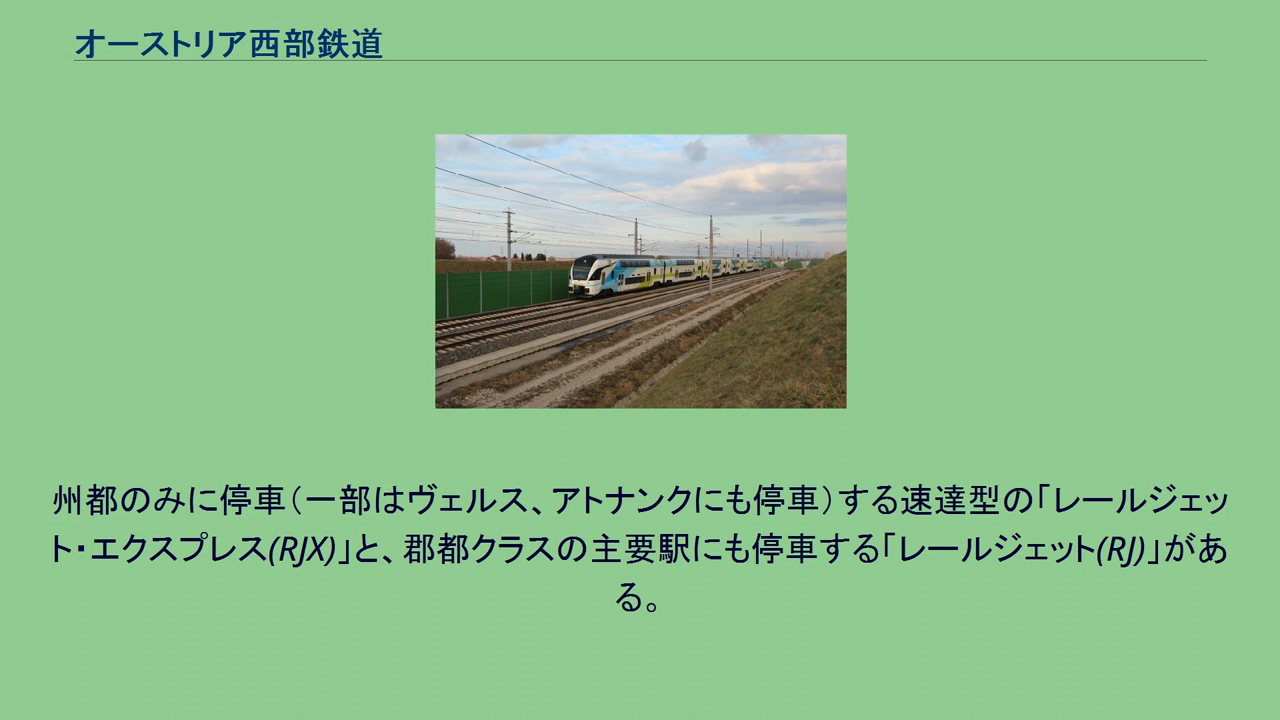 オーストリア西部鉄道
州都のみに停車（一部はヴェルス、アトナンクにも停車）する速達型の「レールジェッ
ト・エクスプレス(RJX)」と、郡都クラスの主要駅にも停車する「レールジェット(RJ)」があ
る。